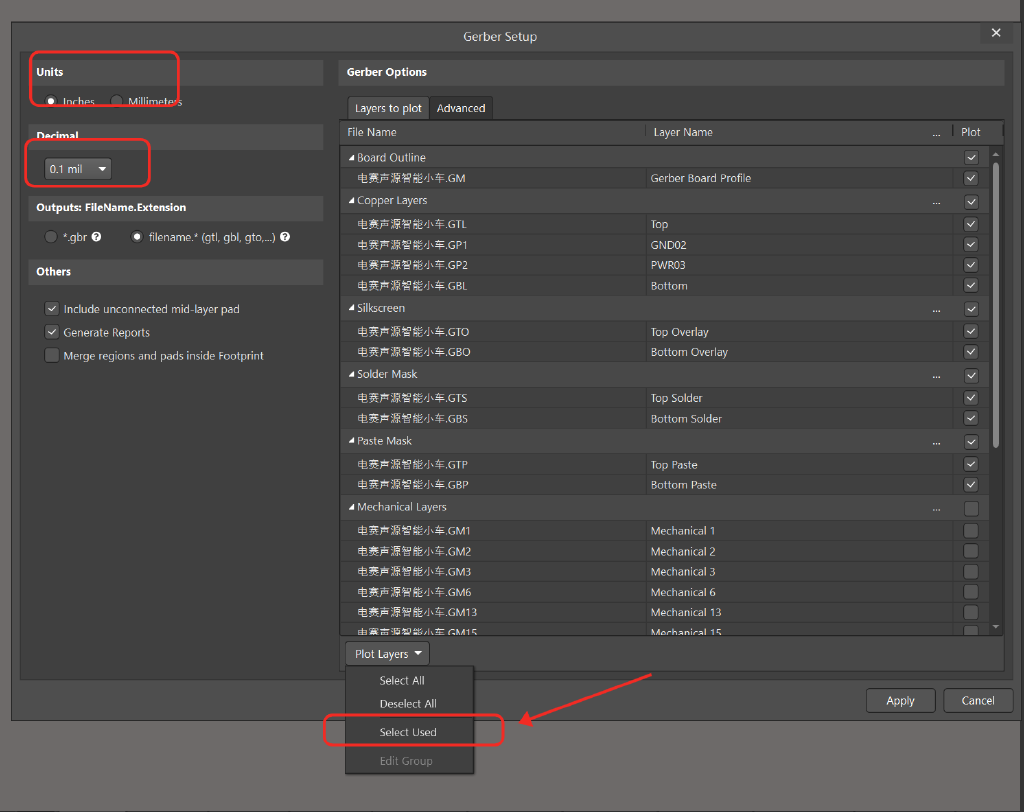 Gerber Setup
Units
Inches Millimeters
Decimal
0.1 mil
Outputs: FileName.Extension
*.gbr ? filename.* (gtl, gbl, gto,...) ?
Others
Include unconnected mid-layer pad
Generate Reports
Merge regions and pads inside Footprint
Gerber Options
Layers to plot Advanced
File Name Layer Name ... Plot
Board Outline
电赛声源智能小车.GM Gerber Board Profile
Copper Layers ...
电赛声源智能小车.GTL Top
电赛声源智能小车.GP1 GND02
电赛声源智能小车.GP2 PWR03
电赛声源智能小车.GBL Bottom
Silkscreen ...
电赛声源智能小车.GTO Top Overlay
电赛声源智能小车.GBO Bottom Overlay
Solder Mask ...
电赛声源智能小车.GTS Top Solder
电赛声源智能小车.GBS Bottom Solder
Paste Mask ...
电赛声源智能小车.GTP Top Paste
电赛声源智能小车.GBP Bottom Paste
Mechanical Layers ...
电赛声源智能小车.GM1 Mechanical 1
电赛声源智能小车.GM2 Mechanical 2
电赛声源智能小车.GM3 Mechanical 3
电赛声源智能小车.GM6 Mechanical 6
电赛声源智能小车.GM13 Mechanical 13
电赛声源智能小车.GM15 Mechanical 15
Plot Layers
Select All
Deselect All
Select Used
Edit Group
Apply Cancel